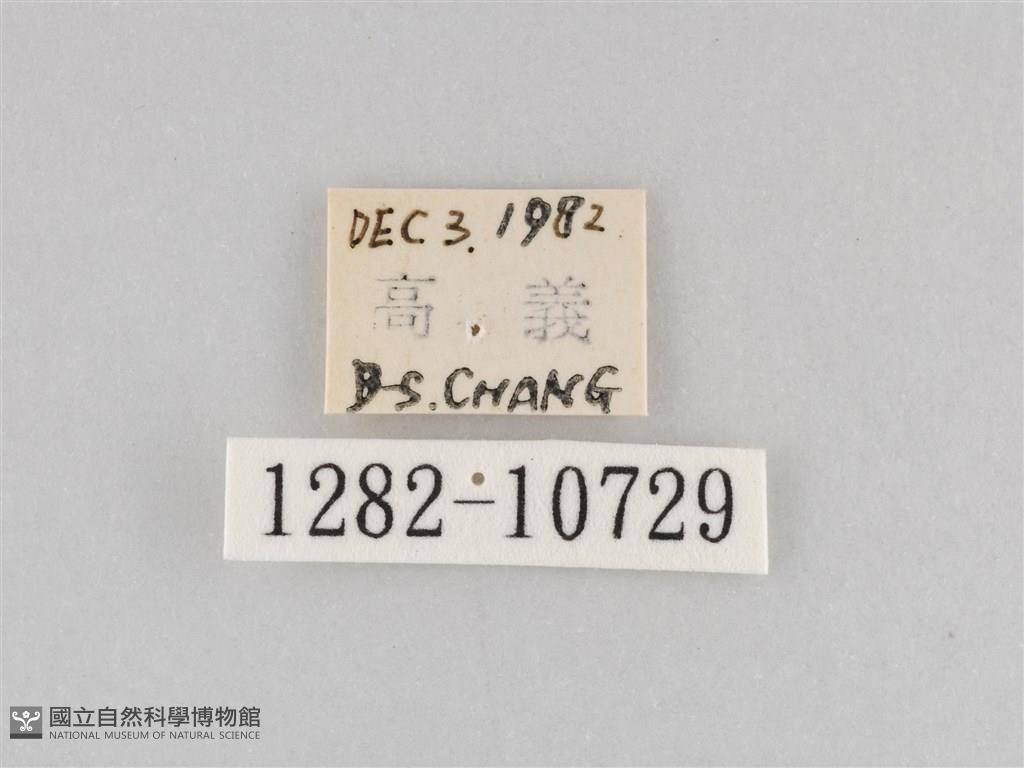 DEC 3. 1982.
高 義
B-S. CHANG
1282-10729
國立自然科學博物館
NATIONAL MUSEUM OF NATURAL SCIENCE